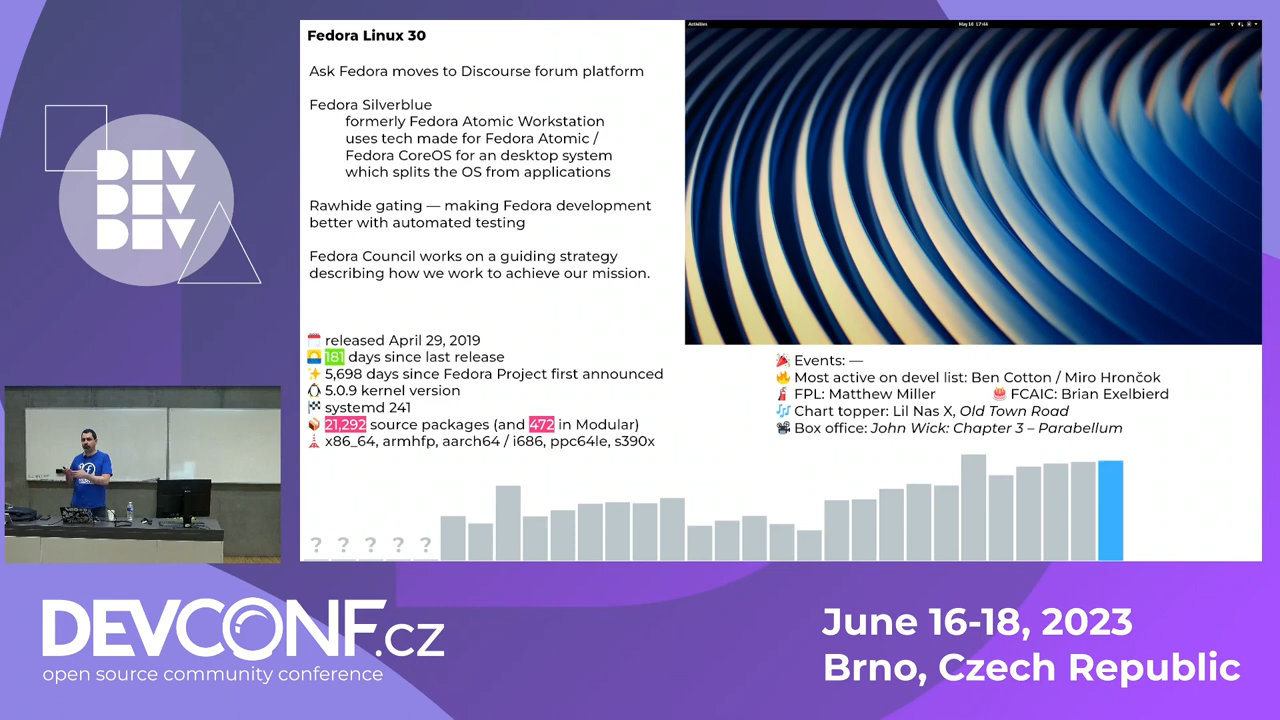 Fedora Linux 30
Ask Fedora moves to Discourse forum platform
Fedora Silverblue
formerly Fedora Atomic Workstation
uses tech made for Fedora Atomic /
Fedora CoreOS for an desktop system
which splits the OS from applications
Rawhide gating — making Fedora development
better with automated testing
Fedora Council works on a guiding strategy
describing how we work to achieve our mission.
released April 29, 2019
181 days since last release
5,698 days since Fedora Project first announced
5.0.9 kernel version
systemd 241
21,292 source packages (and 472 in Modular)
x86_64, armhfp, aarch64 / i686, ppc64le, s390x
? ? ? ? ?
Activities
May 18 17:44
en
Events: —
Most active on devel list: Ben Cotton / Miro Hrončok
FPL: Matthew Miller FCAIC: Brian Exelbierd
Chart topper: Lil Nas X, Old Town Road
Box office: John Wick: Chapter 3 – Parabellum
DEV
DEV
DEV
DEVCONF.cz
open source community conference
June 16-18, 2023
Brno, Czech Republic